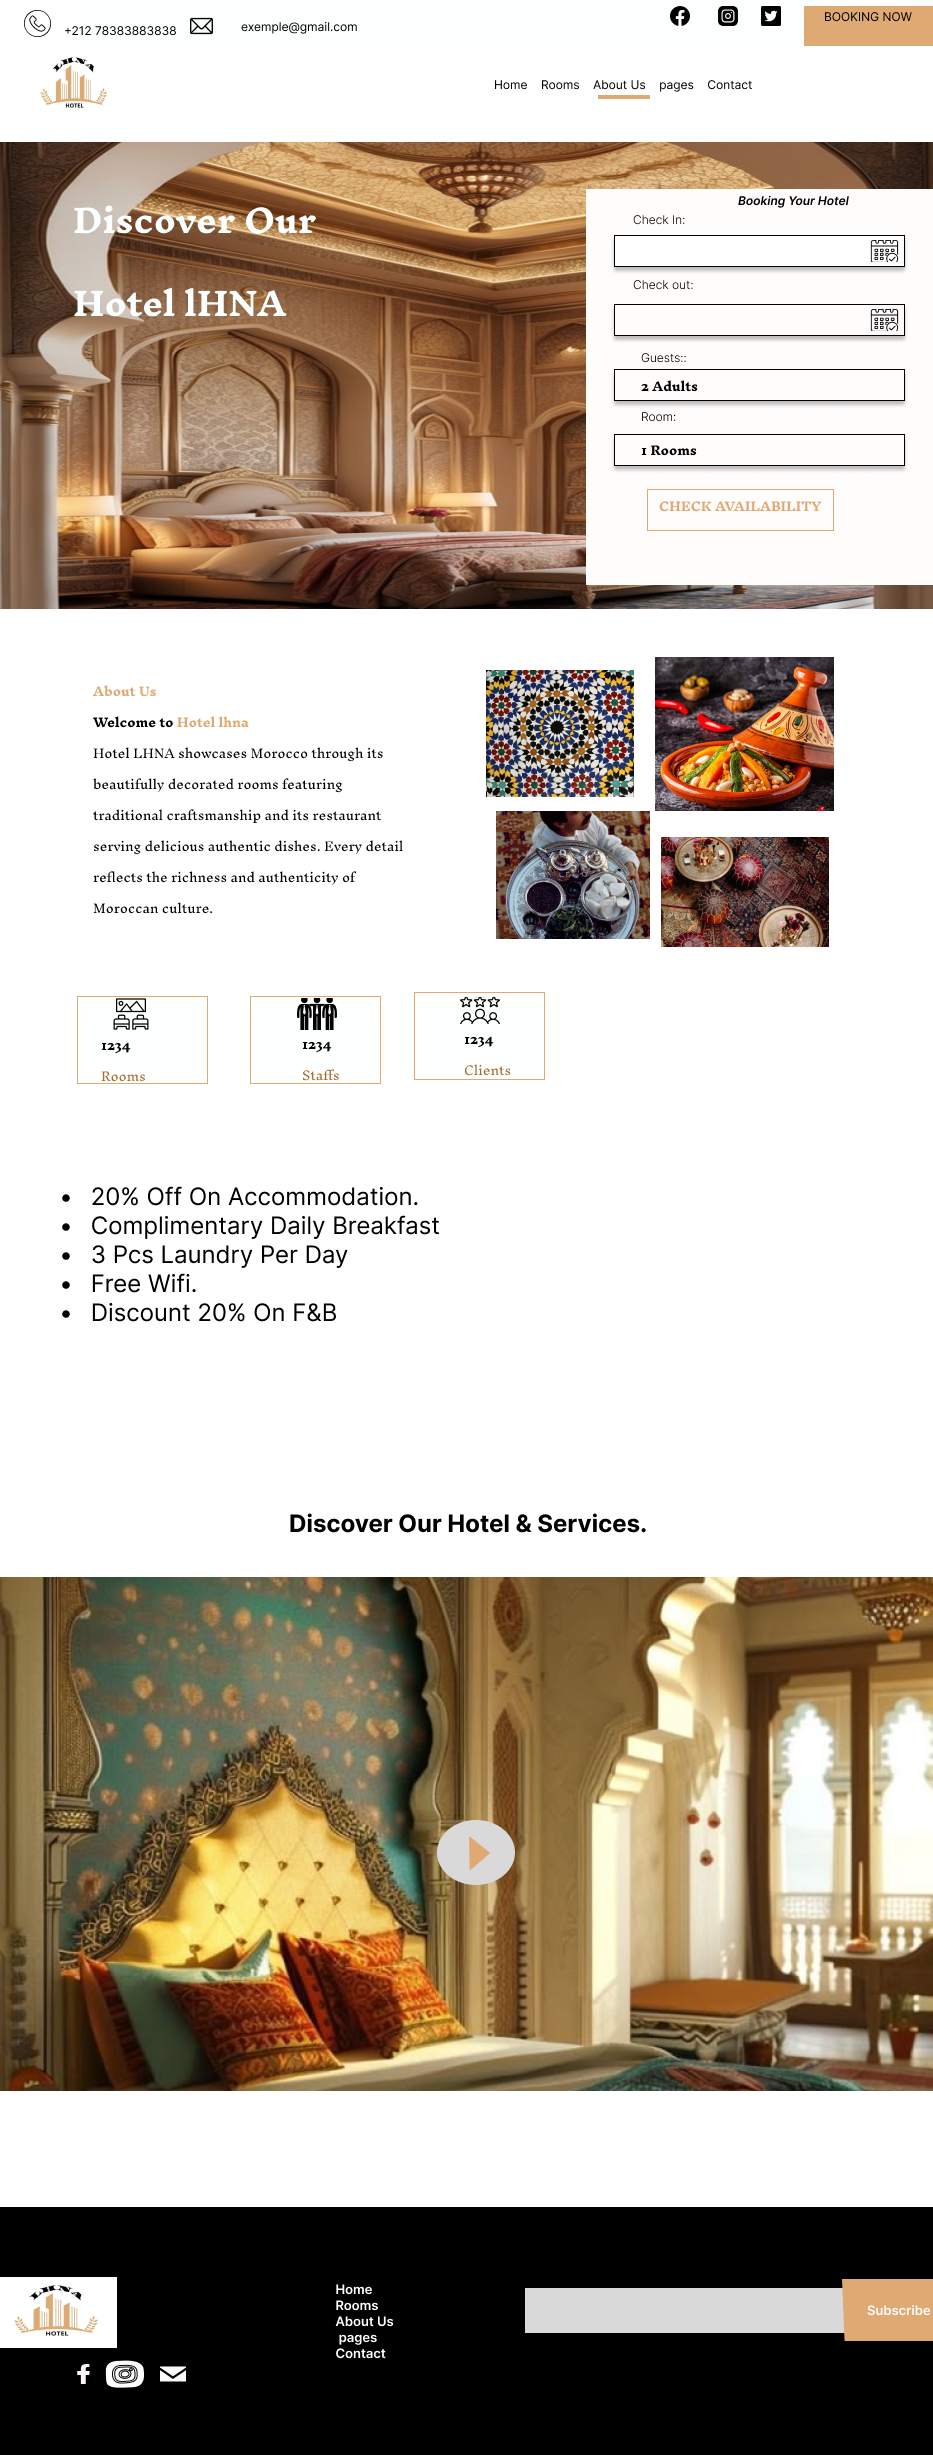 +212 78383883838
exemple@gmail.com
BOOKING NOW
LHNA
HOTEL
Home Rooms About Us pages Contact
Discover Our
Hotel lHNA
Booking Your Hotel
Check In:
Check out:
Guests::
2 Adults
Room:
1 Rooms
CHECK AVAILABILITY
About Us
Welcome to Hotel lhna
Hotel LHNA showcases Morocco through its
beautifully decorated rooms featuring
traditional craftsmanship and its restaurant
serving delicious authentic dishes. Every detail
reflects the richness and authenticity of
Moroccan culture.
1234
Rooms
1234
Staffs
1234
Clients
• 20% Off On Accommodation.
• Complimentary Daily Breakfast
• 3 Pcs Laundry Per Day
• Free Wifi.
• Discount 20% On F&B
Discover Our Hotel & Services.
LHNA
HOTEL
Home
Rooms
About Us
pages
Contact
Subscribe